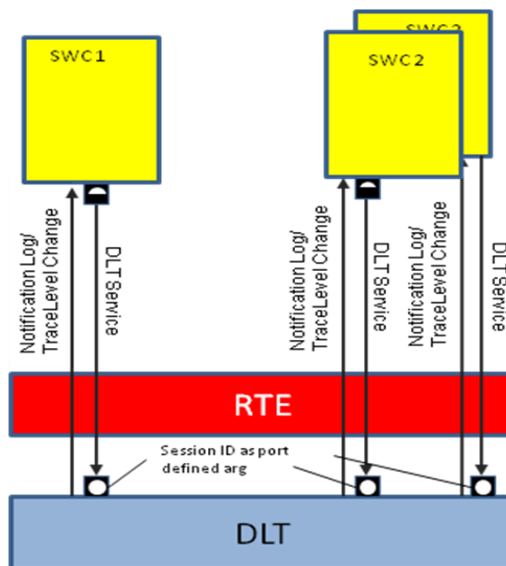 SWC1
SWC2
SWC2
Notification Log/
TraceLevel Change
DLT Service
Notification Log/
TraceLevel Change
DLT Service
Notification Log/
TraceLevel Change
DLT Service
RTE
Session ID as port
defined arg
DLT